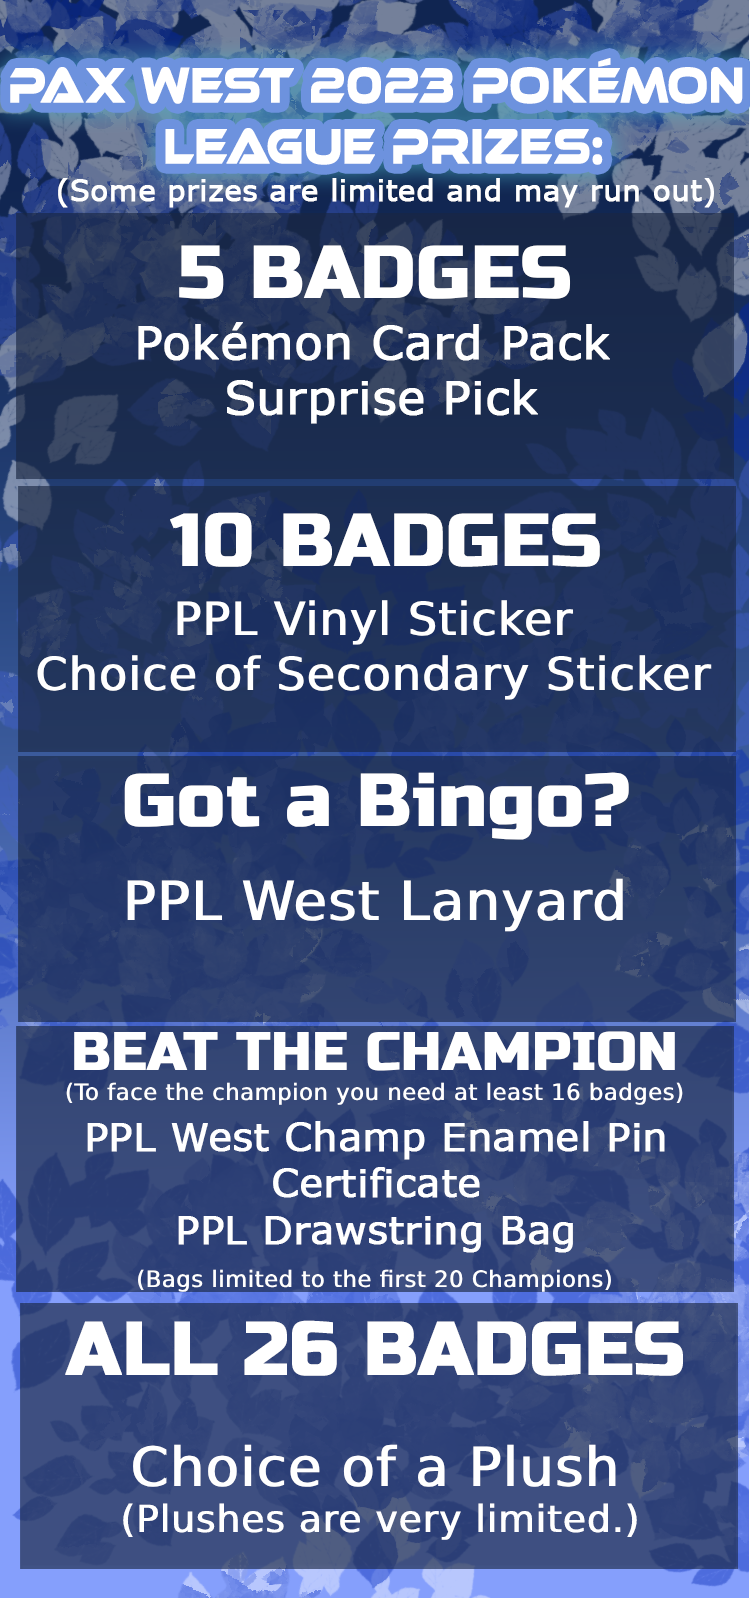 PAX WEST 2023 POKÉMON
LEAGUE PRIZES:
(Some prizes are limited and may run out)
5 BADGES
Pokémon Card Pack
Surprise Pick
10 BADGES
PPL Vinyl Sticker
Choice of Secondary Sticker
Got a Bingo?
PPL West Lanyard
BEAT THE CHAMPION
(To face the champion you need at least 16 badges)
PPL West Champ Enamel Pin
Certificate
PPL Drawstring Bag
(Bags limited to the first 20 Champions)
ALL 26 BADGES
Choice of a Plush
(Plushes are very limited.)